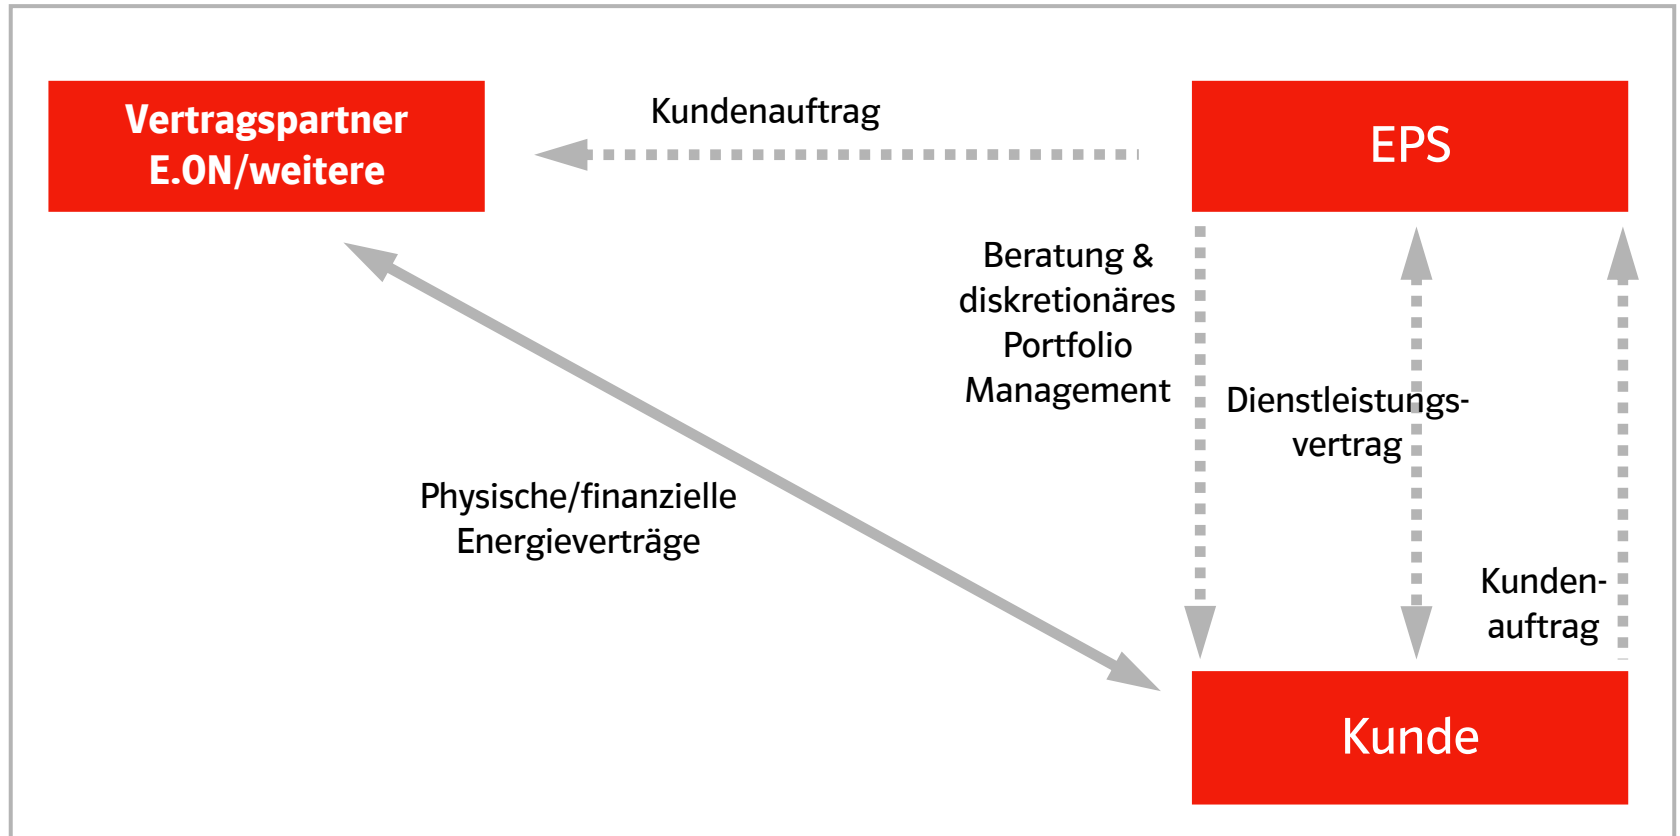 Vertragspartner
E.ON/weitere
Kundenauftrag
EPS
Beratung &
diskretionäres
Portfolio
Management
Dienstleistungs-
vertrag
Physische/finanzielle
Energieverträge
Kunden-
auftrag
Kunde